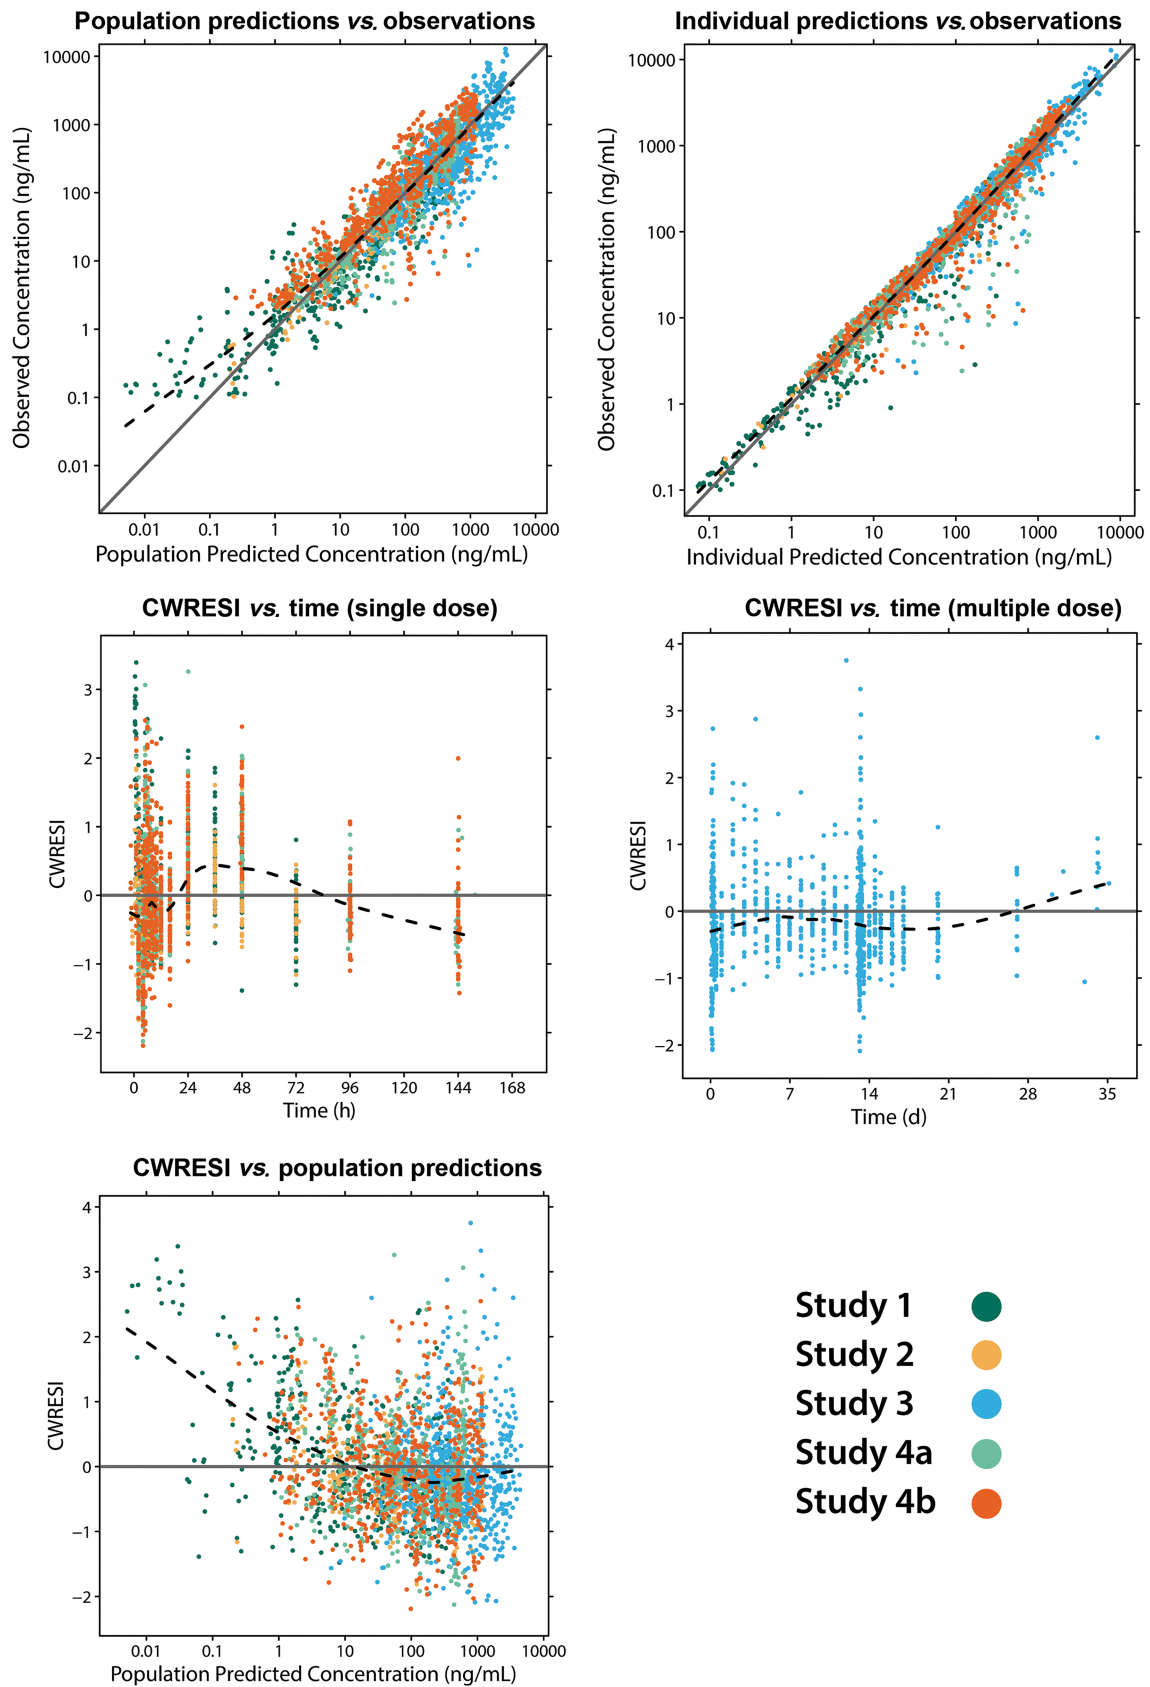 Population predictions vs. observations
Individual predictions vs. observations
Observed Concentration (ng/mL)
10000
1000
100
10
1
0.1
0.01
0.01 0.1 1 10 100 1000 10000
Population Predicted Concentration (ng/mL)
Observed Concentration (ng/mL)
10000
1000
100
10
1
0.1
0.1 1 10 100 1000 10000
Individual Predicted Concentration (ng/mL)
CWRESI vs. time (single dose)
CWRESI vs. time (multiple dose)
CWRESI
3
2
1
0
−1
−2
0 24 48 72 96 120 144 168
Time (h)
CWRESI
4
3
2
1
0
−1
−2
0 7 14 21 28 35
Time (d)
CWRESI vs. population predictions
CWRESI
4
3
2
1
0
−1
−2
0.01 0.1 1 10 100 1000 10000
Population Predicted Concentration (ng/mL)
Study 1
Study 2
Study 3
Study 4a
Study 4b